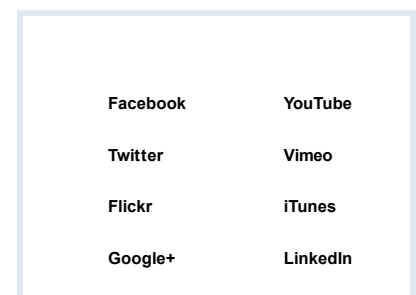 Facebook YouTube
Twitter Vimeo
Flickr iTunes
Google+ LinkedIn